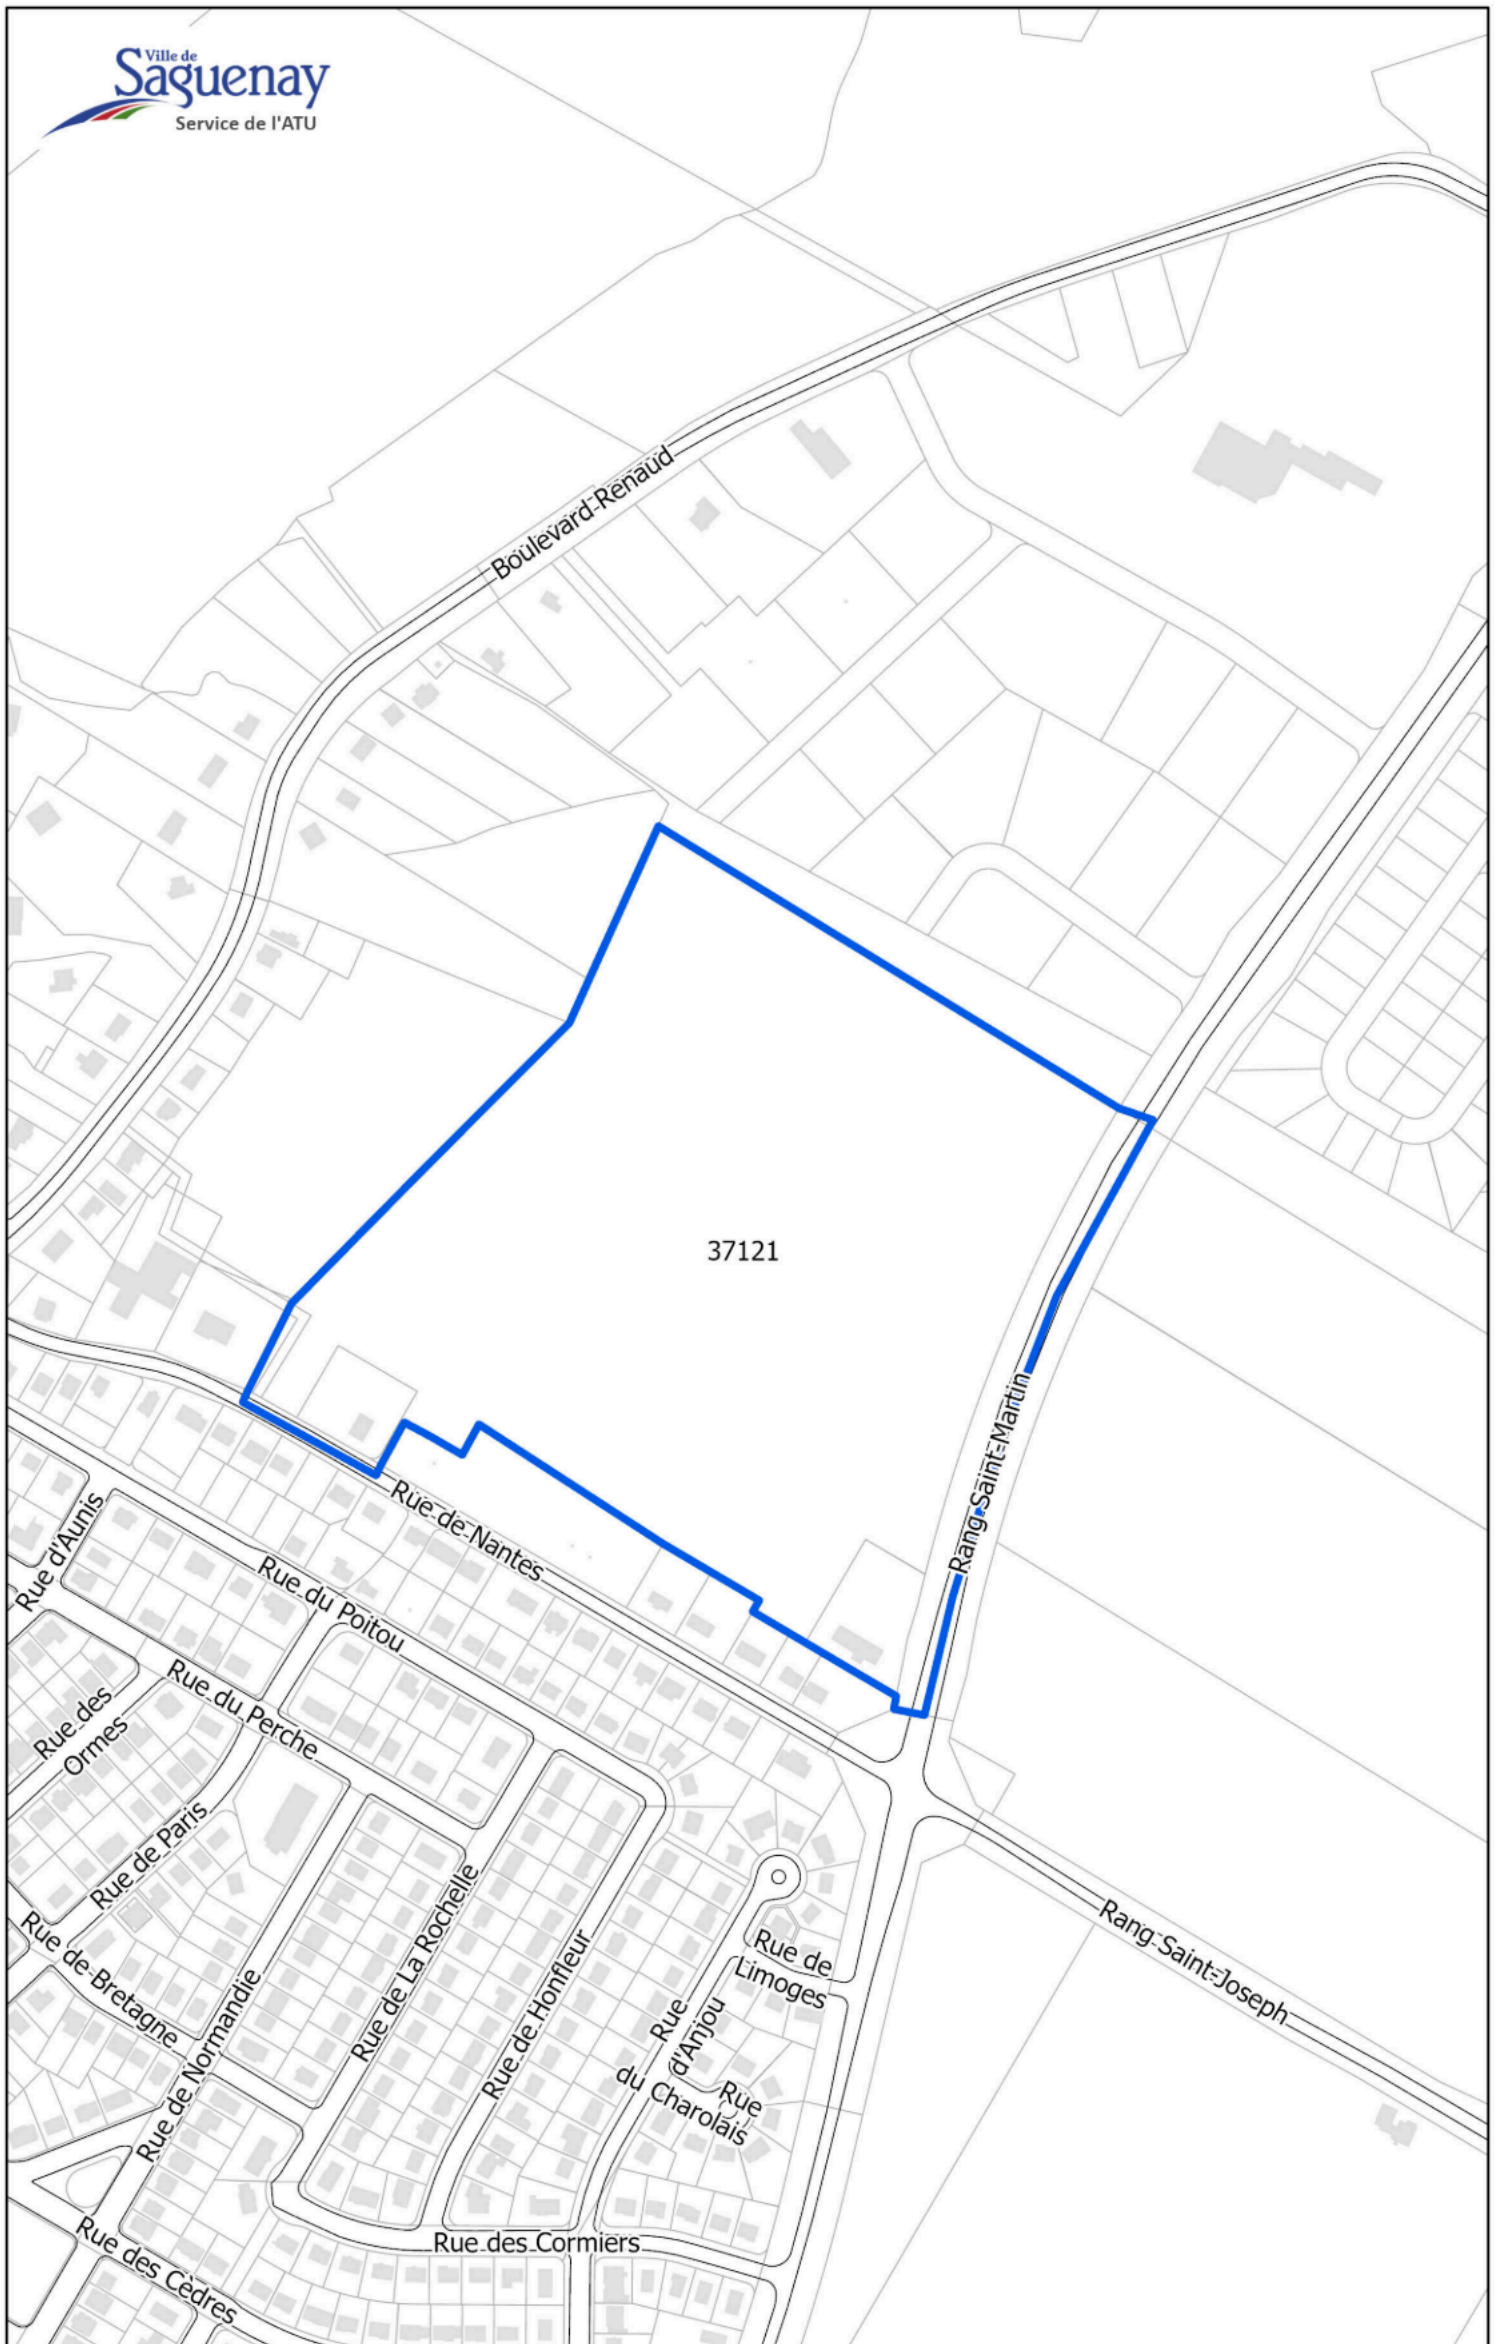 Ville de
Saguenay
Service de l'ATU
Boulevard Renaud
37121
Rang Saint-Martin
Rue de Nantes
Rue d'Aunis
Rue du Poitou
Rue du Perche
Rue des
Ormes
Rue de Paris
Rue de Bretagne
Rue de Normandie
Rue de La Rochelle
Rue de Honfleur
Rue
d'Anjou
Rue de
Limoges
Rue
du Charolais
Rang Saint-Joseph
Rue des Cormiers
Rue des Cèdres